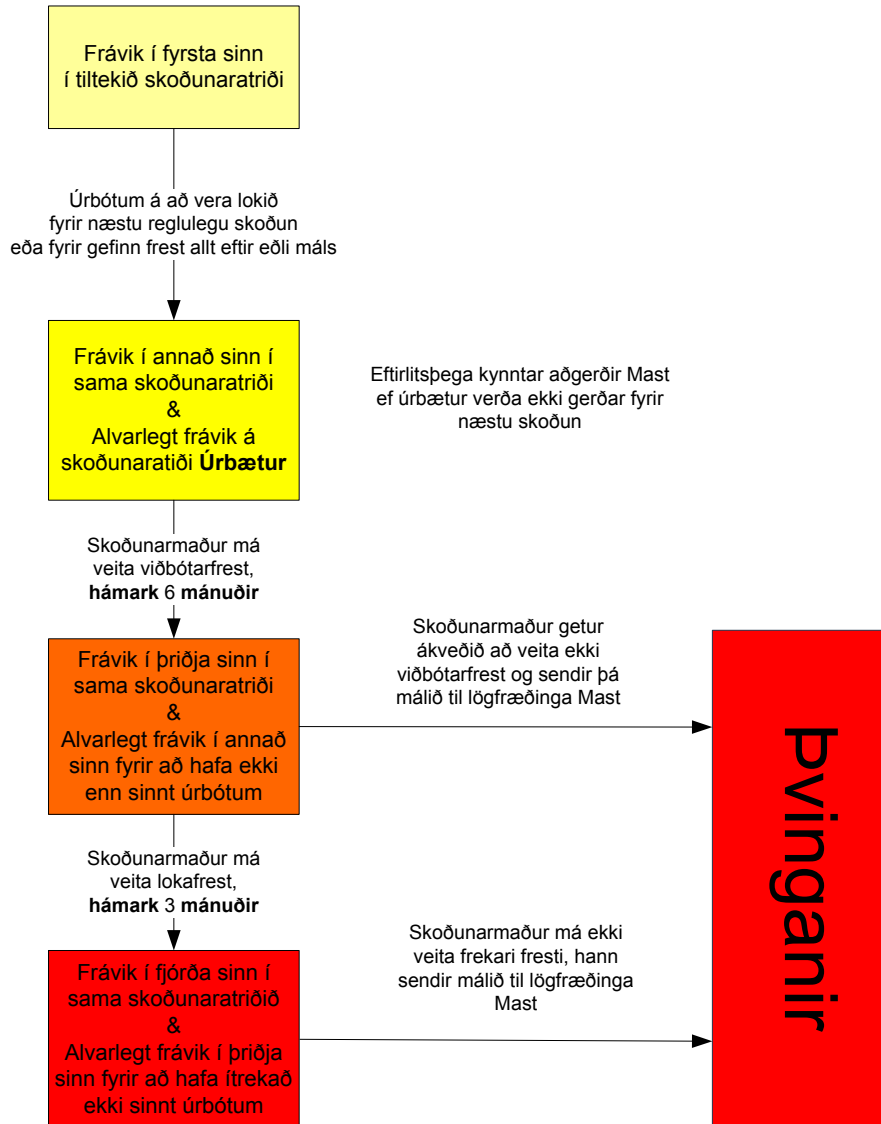 Frávik í fyrsta sinn
í tiltekið skoðunaratriði
Úrbótum á að vera lokið
fyrir næstu reglulegu skoðun
eða fyrir gefinn frest allt eftir eðli máls
Frávik í annað sinn í
sama skoðunaratriði
&
Alvarlegt frávik á
skoðunaratiði Úrbætur
Eftirlitsþega kynntar aðgerðir Mast
ef úrbætur verða ekki gerðar fyrir
næstu skoðun
Skoðunarmaður má
veita viðbótarfrest,
hámark 6 mánuðir
Frávik í þriðja sinn í
sama skoðunaratriði
&
Alvarlegt frávik í annað
sinn fyrir að hafa ekki
enn sinnt úrbótum
Skoðunarmaður getur
ákveðið að veita ekki
viðbótarfrest og sendir þá
málið til lögfræðinga Mast
Skoðunarmaður má
veita lokafrest,
hámark 3 mánuðir
Frávik í fjórða sinn í
sama skoðunaratriðið
&
Alvarlegt frávik í þriðja
sinn fyrir að hafa ítrekað
ekki sinnt úrbótum
Skoðunarmaður má ekki
veita frekari fresti, hann
sendir málið til lögfræðinga
Mast
Þvinganir